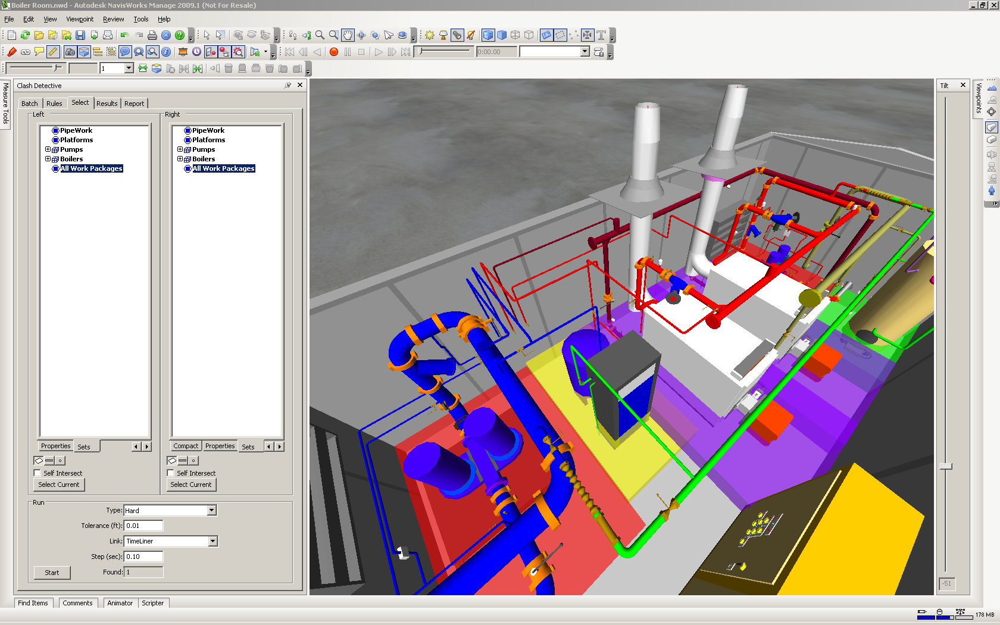 Boiler Room.nwd - Autodesk NavisWorks Manage 2009.1 (Not For Resale)
File Edit View Viewpoint Review Tools Help
0:00.00
1
Measure Tools
Clash Detective
Batch Rules Select Results Report
Left
PipeWork
Platforms
Pumps
Boilers
All Work Packages
Properties Sets
Self Intersect
Select Current
Right
PipeWork
Platforms
Pumps
Boilers
All Work Packages
Compact Properties Sets
Self Intersect
Select Current
Run
Type: Hard
Tolerance (ft): 0.01
Link: TimeLiner
Step (sec): 0.10
Start Found: 1
Tilt
-51
Viewpoints
Find Items Comments Animator Scripter
178 MB